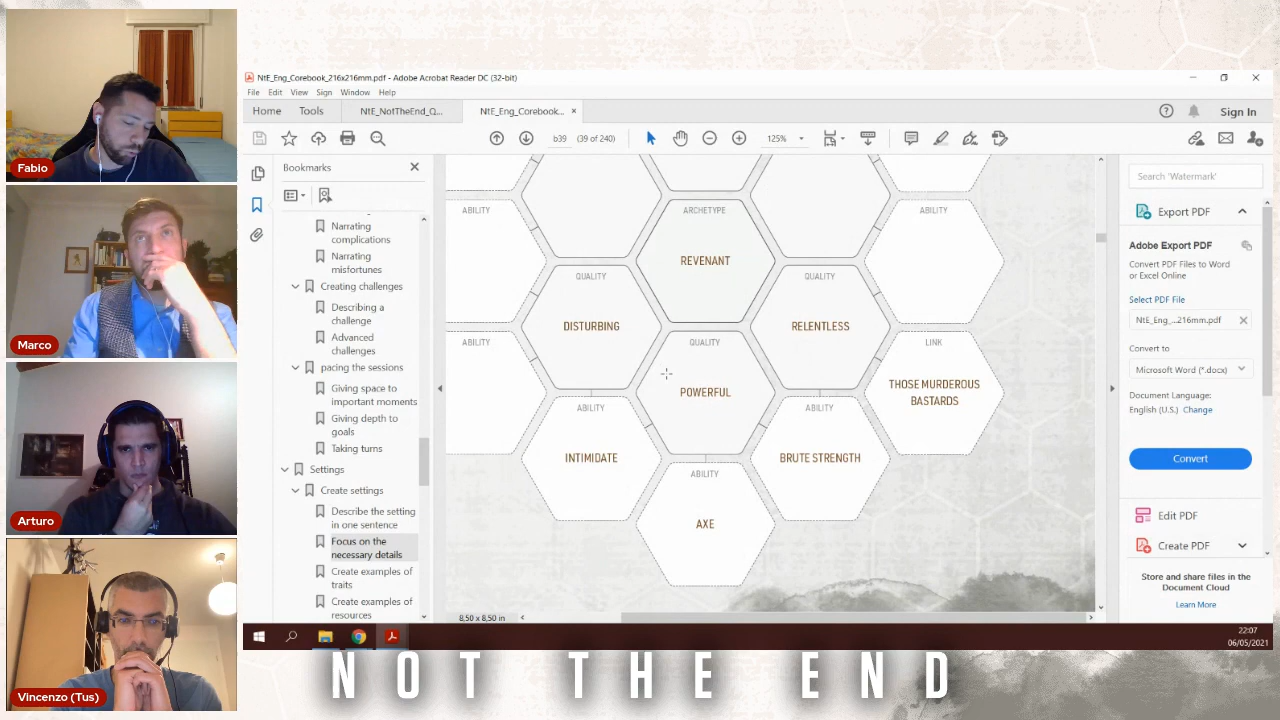 Fabio
Marco
Arturo
Vincenzo (Tus)
NtE_Eng_Corebook_216x216mm.pdf - Adobe Acrobat Reader DC (32-bit)
File Edit View Sign Window Help
Home Tools NtE_NotTheEnd_Q... NtE_Eng_Corebook... × Sign In
b39 (39 of 240) 125%
Bookmarks
Narrating
complications
Narrating
misfortunes
Creating challenges
Describing a
challenge
Advanced
challenges
pacing the sessions
Giving space to
important moments
Giving depth to
goals
Taking turns
Settings
Create settings
Describe the setting
in one sentence
Focus on the
necessary details
Create examples of
traits
Create examples of
resources
ABILITY
ARCHETYPE
REVENANT
ABILITY
QUALITY
DISTURBING
QUALITY
RELENTLESS
ABILITY
QUALITY
POWERFUL
LINK
THOSE MURDEROUS
BASTARDS
ABILITY
INTIMIDATE
ABILITY
BRUTE STRENGTH
ABILITY
AXE
8,50 x 8,50 in
Search 'Watermark'
Export PDF
Adobe Export PDF
Convert PDF Files to Word
or Excel Online
Select PDF File
NtE_Eng_...216mm.pdf
Convert to
Microsoft Word (*.docx)
Document Language:
English (U.S.) Change
Convert
Edit PDF
Create PDF
Store and share files in the
Document Cloud
Learn More
22:07
06/05/2021
NOT THE END